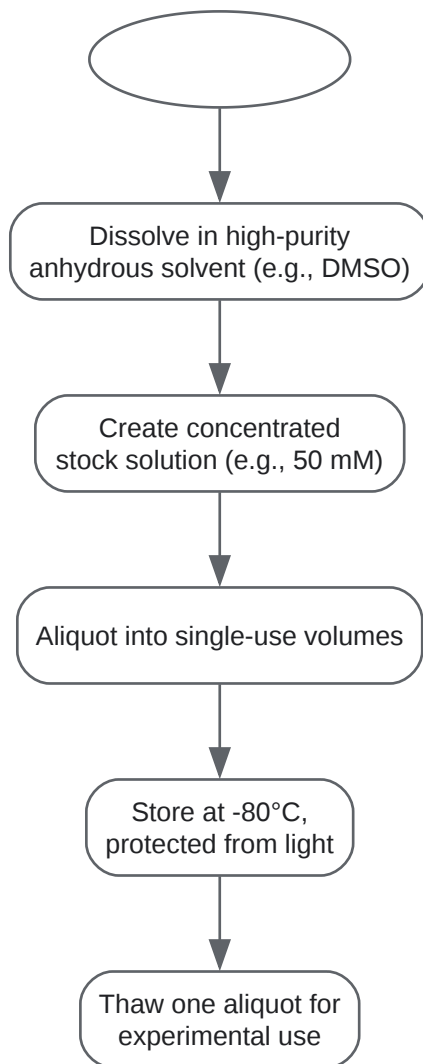 Dissolve in high-purity
anhydrous solvent (e.g., DMSO)
Create concentrated
stock solution (e.g., 50 mM)
Aliquot into single-use volumes
Store at -80°C,
protected from light
Thaw one aliquot for
experimental use